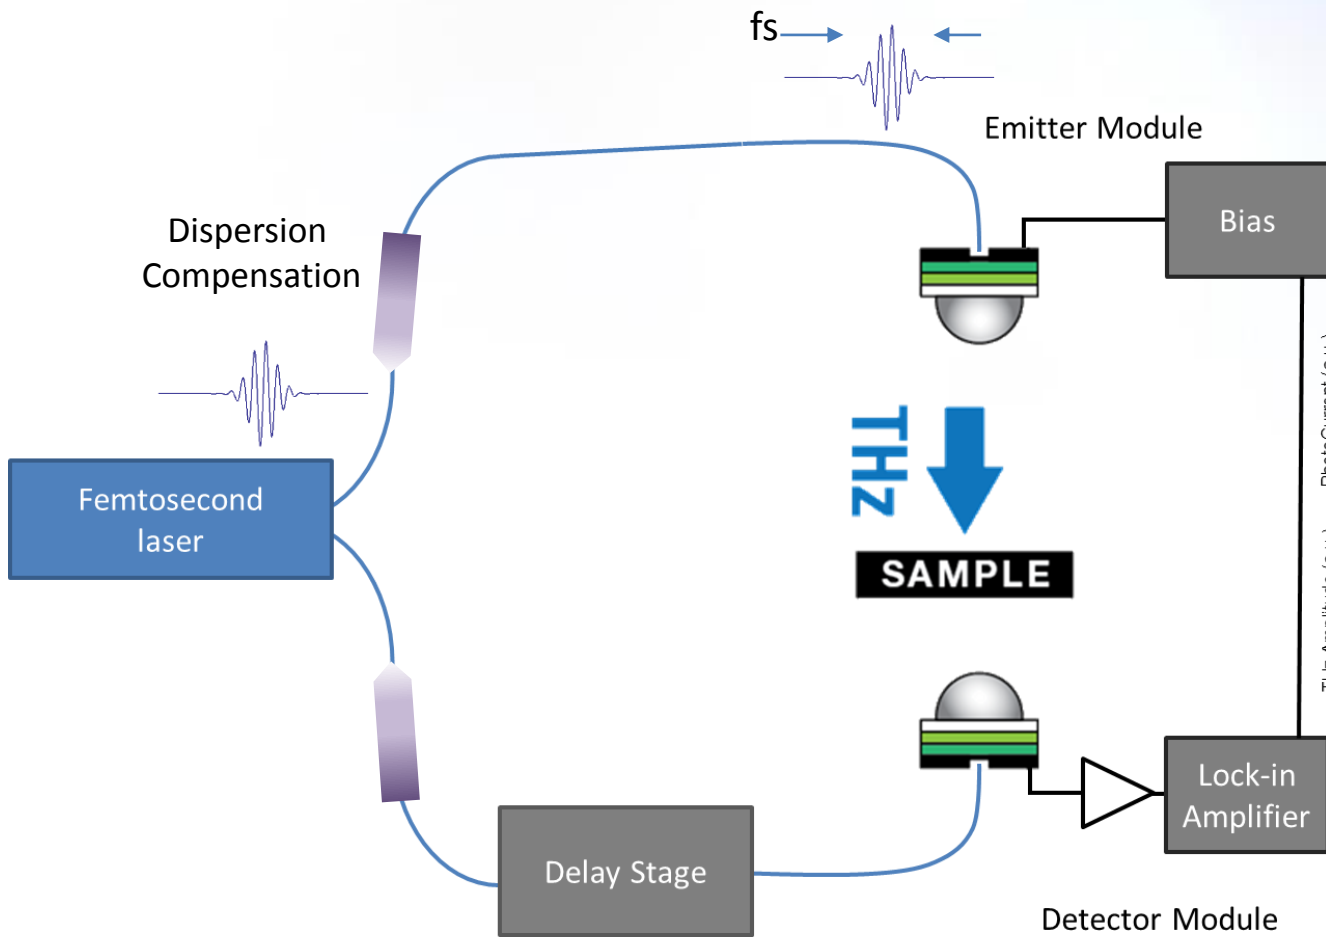 fs
Emitter Module
Bias
Dispersion
Compensation
Femtosecond
laser
THz
SAMPLE
Lock-in
Amplifier
Delay Stage
Detector Module